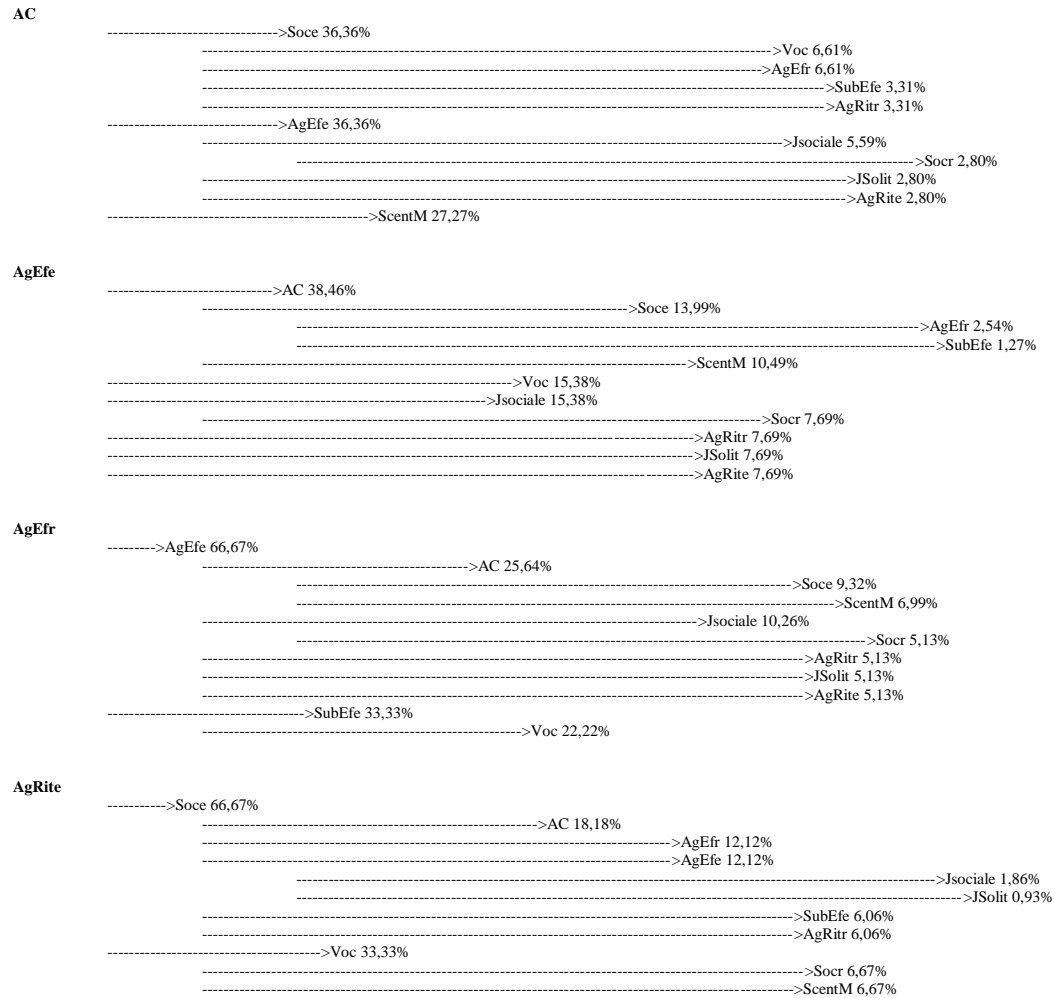 AC
--------------------------------->Soce 36,36%
------------------------------------------------------------------------------------------------------------->Voc 6,61%
----------------------------------------------------------------------------------------------------------->AgEfr 6,61%
----------------------------------------------------------------------------------------------------------------------->SubEfe 3,31%
----------------------------------------------------------------------------------------------------------------------->AgRitr 3,31%
--------------------------------->AgEfe 36,36%
--------------------------------------------------------------------------------------------------------------->Jsociale 5,59%
---------------------------------------------------------------------------------------------------------------------->Socr 2,80%
--------------------------------------------------------------------------------------------------------------------------->JSolit 2,80%
--------------------------------------------------------------------------------------------------------------------------->AgRite 2,80%
-------------------------------------------------->ScentM 27,27%
AgEfe
-------------------------------->AC 38,46%
--------------------------------------------------------------------------------->Soce 13,99%
----------------------------------------------------------------------------------------------------------------------->AgEfr 2,54%
-------------------------------------------------------------------------------------------------------------------------->SubEfe 1,27%
--------------------------------------------------------------------------------------------->ScentM 10,49%
----------------------------------------------------------------------------->Voc 15,38%
------------------------------------------------------------------------>Jsociale 15,38%
----------------------------------------------------------------------------------------------------------->Socr 7,69%
---------------------------------------------------------------------------------------------------------------->AgRitr 7,69%
---------------------------------------------------------------------------------------------------------------->JSolit 7,69%
---------------------------------------------------------------------------------------------------------------->AgRite 7,69%
AgEfr
--------->AgEfe 66,67%
--------------------------------------------------->AC 25,64%
----------------------------------------------------------------------------------------------->Soce 9,32%
------------------------------------------------------------------------------------------------------->ScentM 6,99%
----------------------------------------------------------------------------------------------->Jsociale 10,26%
------------------------------------------------------------------------------------------------------------->Socr 5,13%
------------------------------------------------------------------------------------------------------------------->AgRitr 5,13%
------------------------------------------------------------------------------------------------------------------->JSolit 5,13%
------------------------------------------------------------------------------------------------------------------->AgRite 5,13%
-------------------------------------->SubEfe 33,33%
------------------------------------------------------------->Voc 22,22%
AgRite
----------->Soce 66,67%
---------------------------------------------------------------->AC 18,18%
------------------------------------------------------------------------------------------>AgEfr 12,12%
------------------------------------------------------------------------------------------>AgEfe 12,12%
-------------------------------------------------------------------------------------------------------------------------->Jsociale 1,86%
------------------------------------------------------------------------------------------------------------------------------->JSolit 0,93%
----------------------------------------------------------------------------------------------------------------->SubEfe 6,06%
----------------------------------------------------------------------------------------------------------------->AgRitr 6,06%
----------------------------------------->Voc 33,33%
------------------------------------------------------------------------------------------------------------------->Socr 6,67%
----------------------------------------------------------------------------------------------------------------->ScentM 6,67%